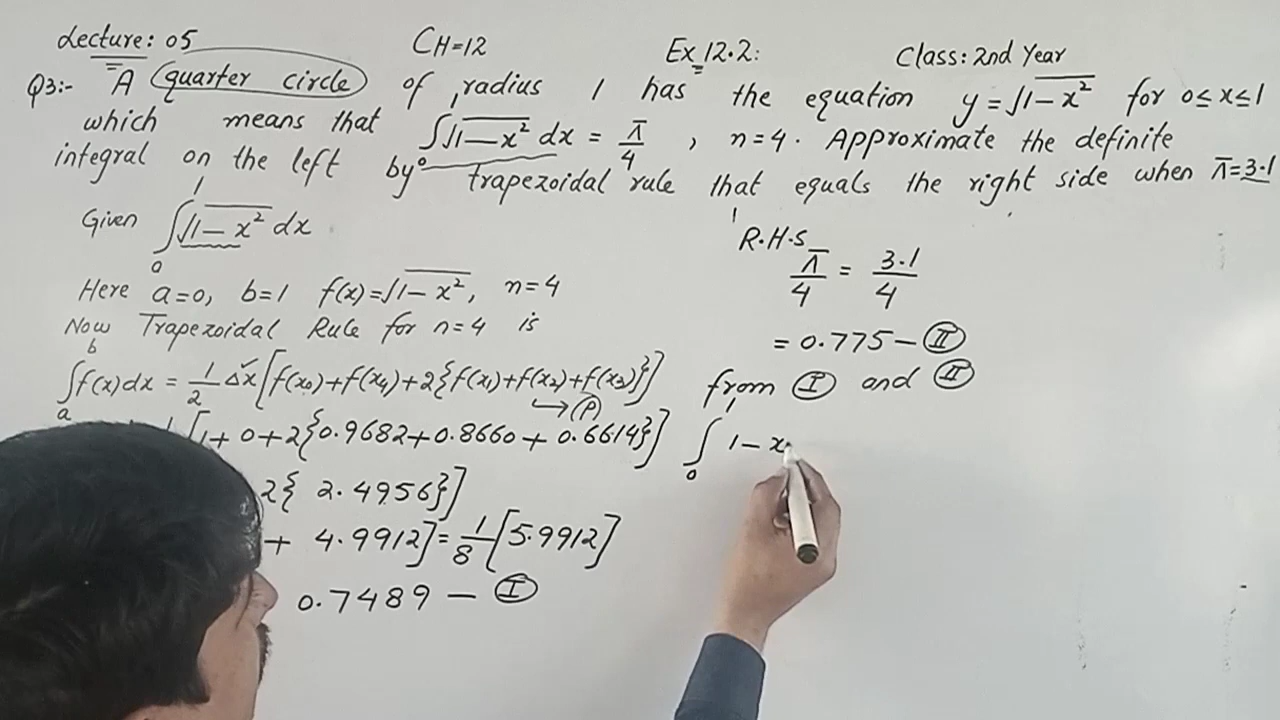 Lecture: 05 CH=12 Ex 12.2: Class: 2nd Year
Q3:- A quarter circle of radius 1 has the equation y = √1-x² for 0≤x≤1
which means that ∫₀¹√1-x² dx = π/4 , n=4. Approximate the definite
integral on the left by trapezoidal rule that equals the right side when π=3.1
Given ∫₀¹√1-x² dx
Here a=0, b=1 f(x)=√1-x², n=4
Now Trapezoidal Rule for n=4 is
∫ₐᵇf(x)dx = 1/2 Δx[f(x₀)+f(x₄)+2{f(x₁)+f(x₂)+f(x₃)}]
→(P)
[1+0+2{0.9682+0.8660+0.6614}]
2{2.4956}]
+ 4.9912] = 1/8[5.9912]
0.7489 — (I)
R.H.S
π/4 = 3.1/4
= 0.775 — (II)
from (I) and (II)
∫₀¹ 1-x